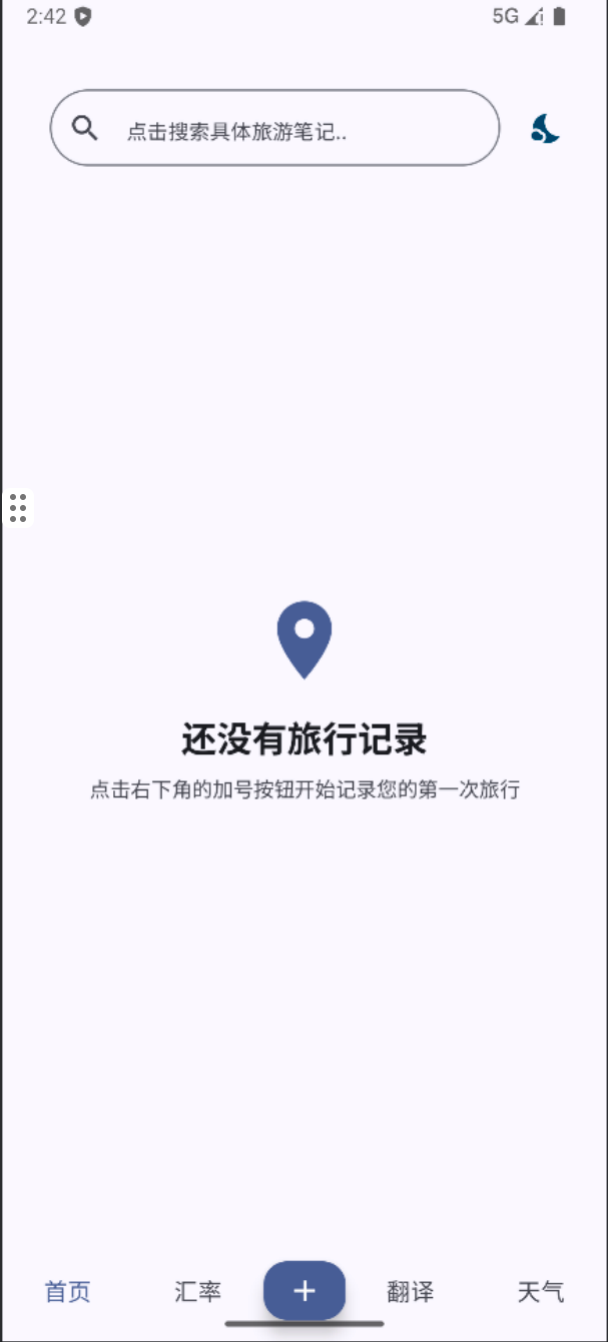 2:42
5G
点击搜索具体旅游笔记..
还没有旅行记录
点击右下角的加号按钮开始记录您的第一次旅行
首页
汇率
+
翻译
天气